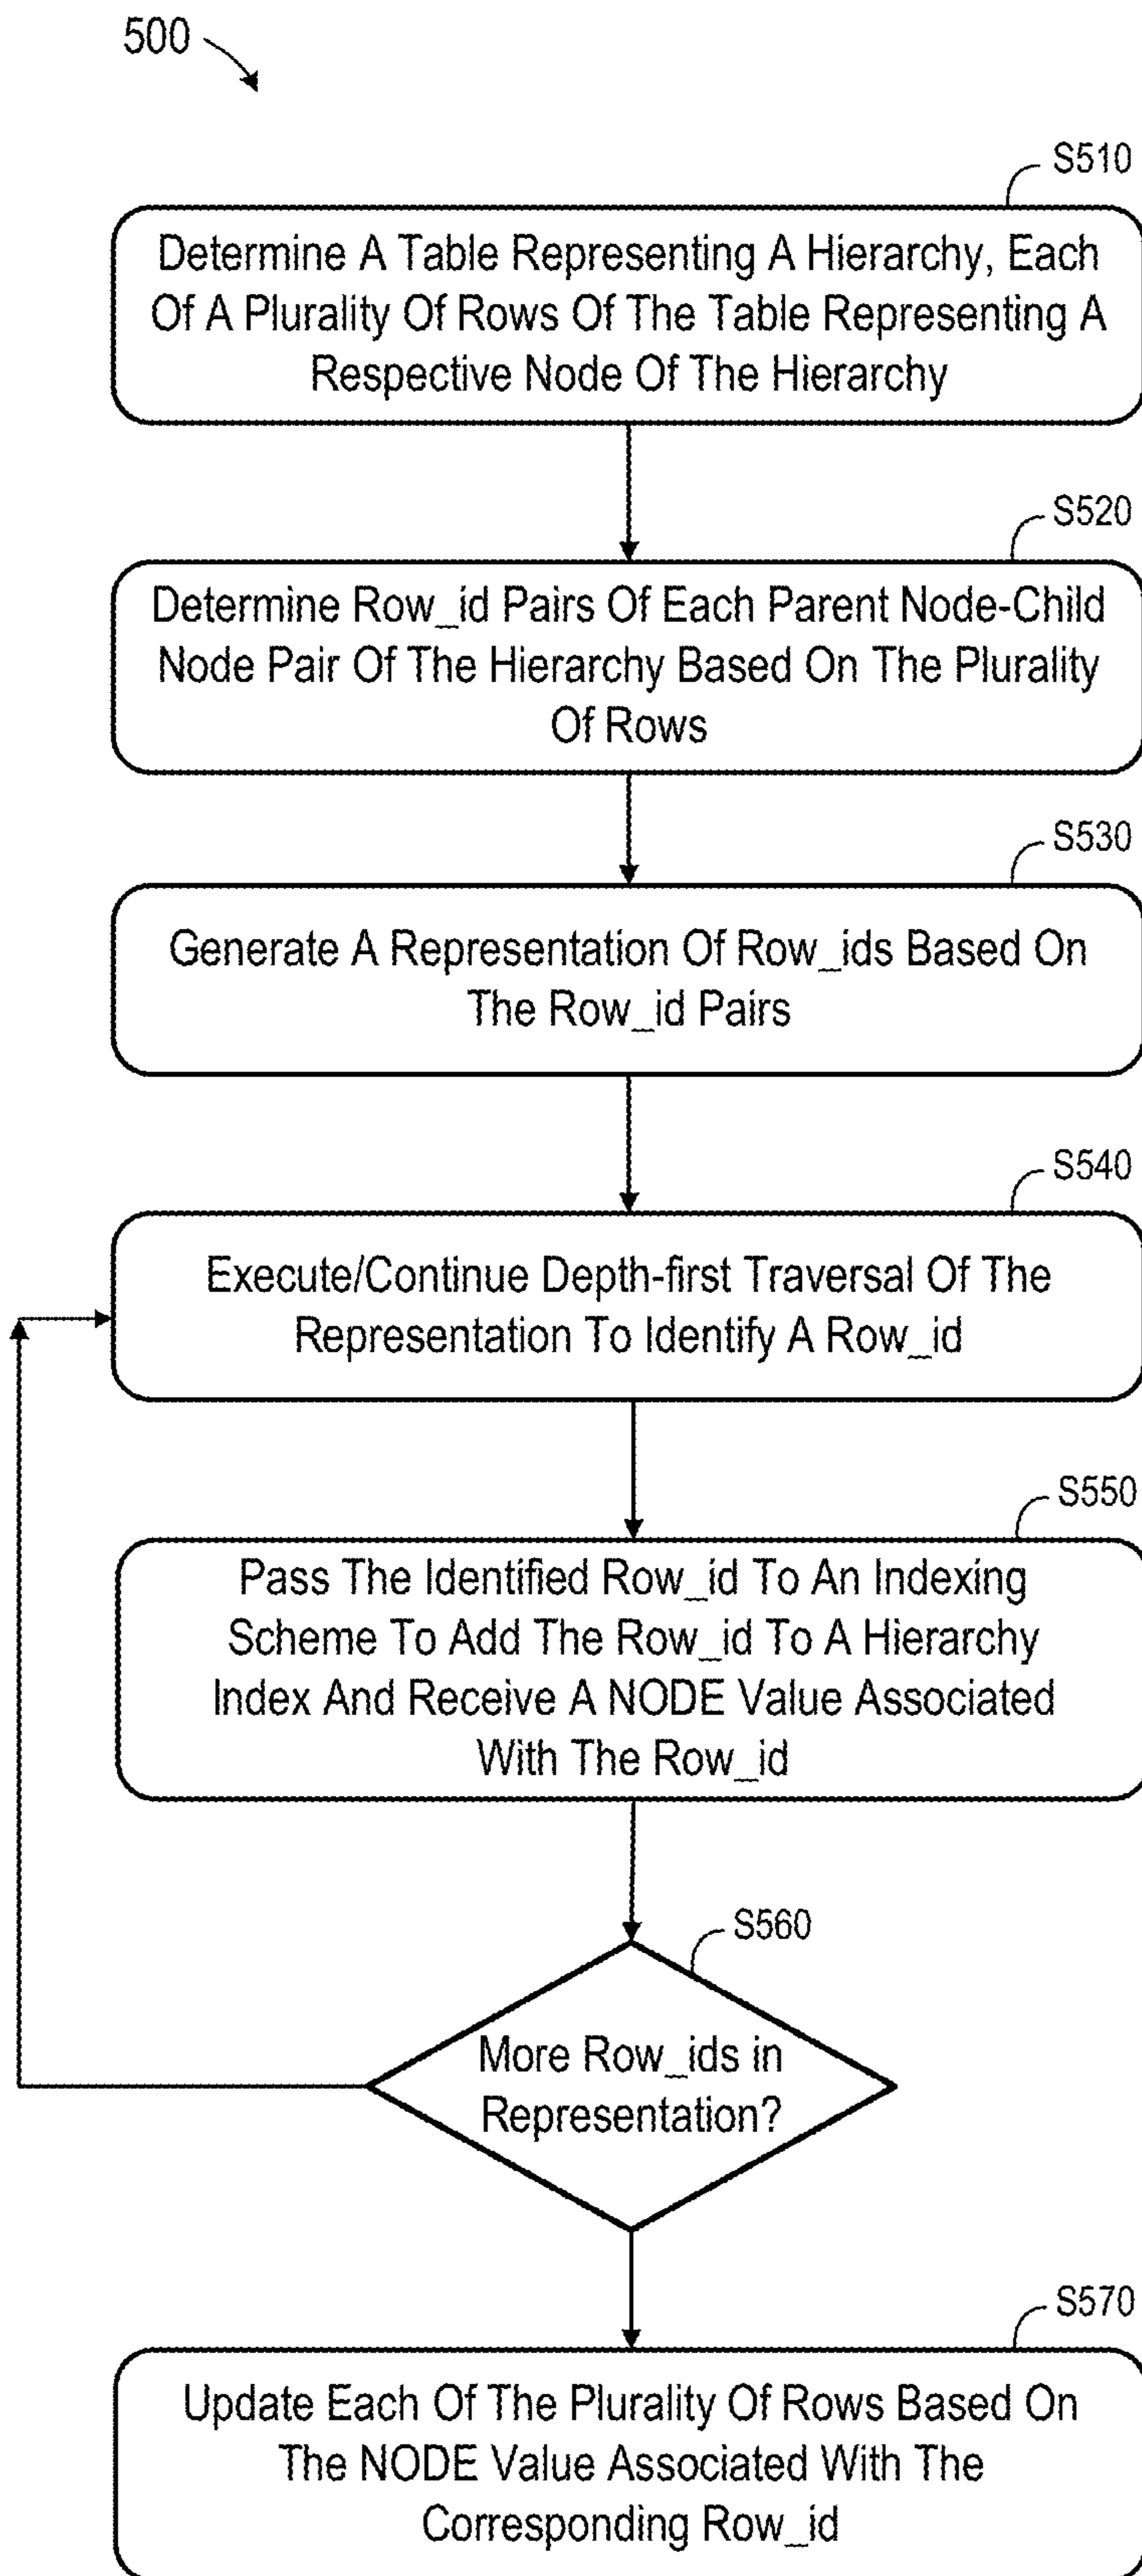 500
S510
Determine A Table Representing A Hierarchy, Each
Of A Plurality Of Rows Of The Table Representing A
Respective Node Of The Hierarchy
S520
Determine Row_id Pairs Of Each Parent Node-Child
Node Pair Of The Hierarchy Based On The Plurality
Of Rows
S530
Generate A Representation Of Row_ids Based On
The Row_id Pairs
S540
Execute/Continue Depth-first Traversal Of The
Representation To Identify A Row_id
S550
Pass The Identified Row_id To An Indexing
Scheme To Add The Row_id To A Hierarchy
Index And Receive A NODE Value Associated
With The Row_id
S560
More Row_ids in
Representation?
S570
Update Each Of The Plurality Of Rows Based On
The NODE Value Associated With The
Corresponding Row_id